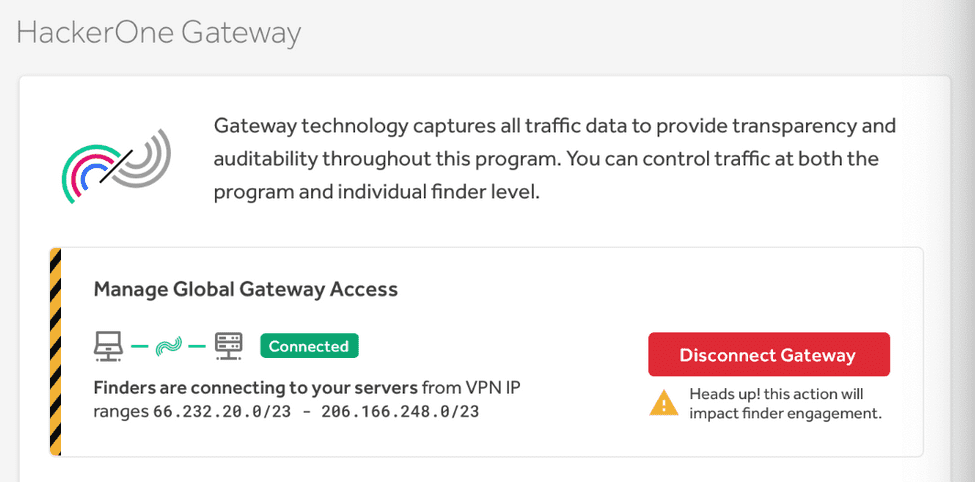 HackerOne Gateway
Gateway technology captures all traffic data to provide transparency and
auditability throughout this program. You can control traffic at both the
program and individual finder level.
Manage Global Gateway Access
Connected
Finders are connecting to your servers from VPN IP
ranges 66.232.20.0/23 - 206.166.248.0/23
Disconnect Gateway
Heads up! this action will
impact finder engagement.